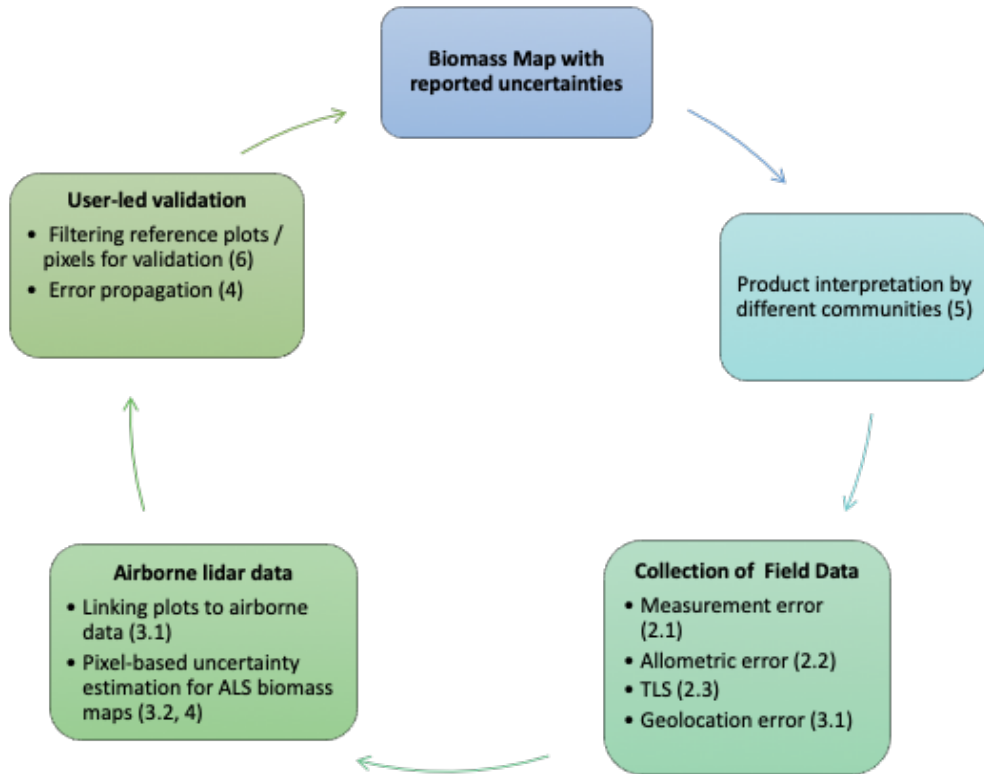 Biomass Map with
reported uncertainties
User-led validation
• Filtering reference plots /
pixels for validation (6)
• Error propagation (4)
Product interpretation by
different communities (5)
Airborne lidar data
• Linking plots to airborne
data (3.1)
• Pixel-based uncertainty
estimation for ALS biomass
maps (3.2, 4)
Collection of Field Data
• Measurement error
(2.1)
• Allometric error (2.2)
• TLS (2.3)
• Geolocation error (3.1)